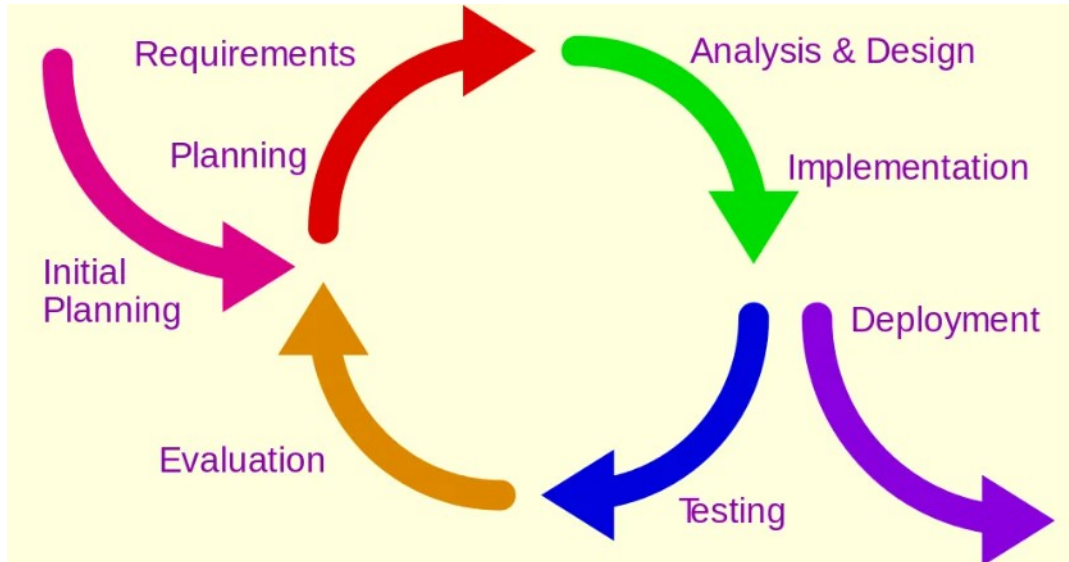 Requirements
Analysis & Design
Planning
Implementation
Initial
Planning
Deployment
Evaluation
Testing